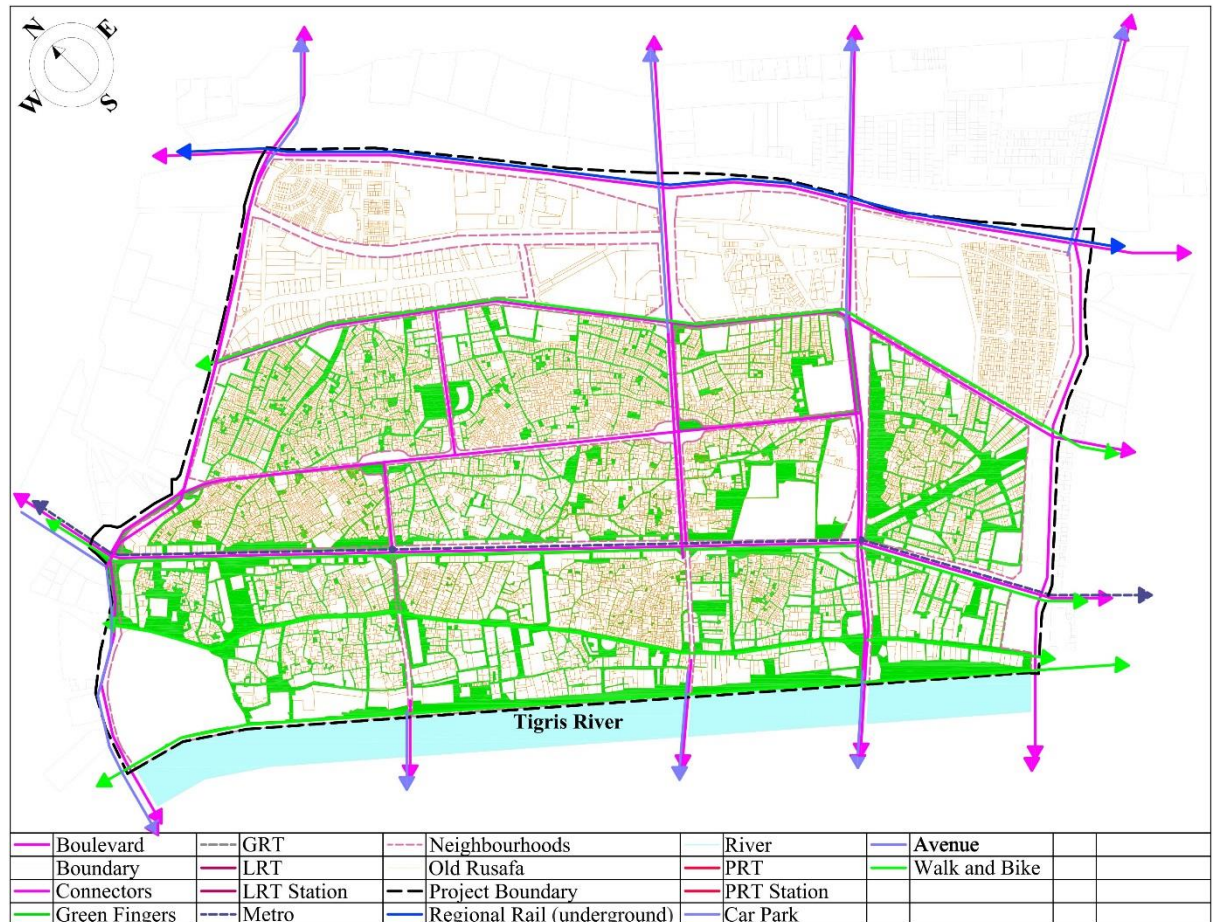 N
E
W
S
Tigris River
Boulevard GRT Neighbourhoods River Avenue
Boundary LRT Old Rusafa PRT Walk and Bike
Connectors LRT Station Project Boundary PRT Station
Green Fingers Metro Regional Rail (underground) Car Park